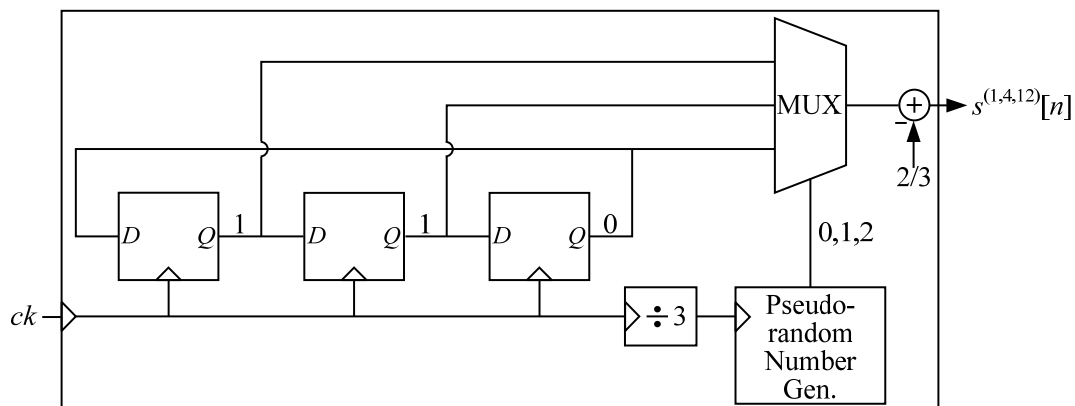 MUX
+
s^(1,4,12)[n]
−
2/3
D Q 1 D Q 1 D Q 0
0,1,2
ck
÷ 3
Pseudo-
random
Number
Gen.